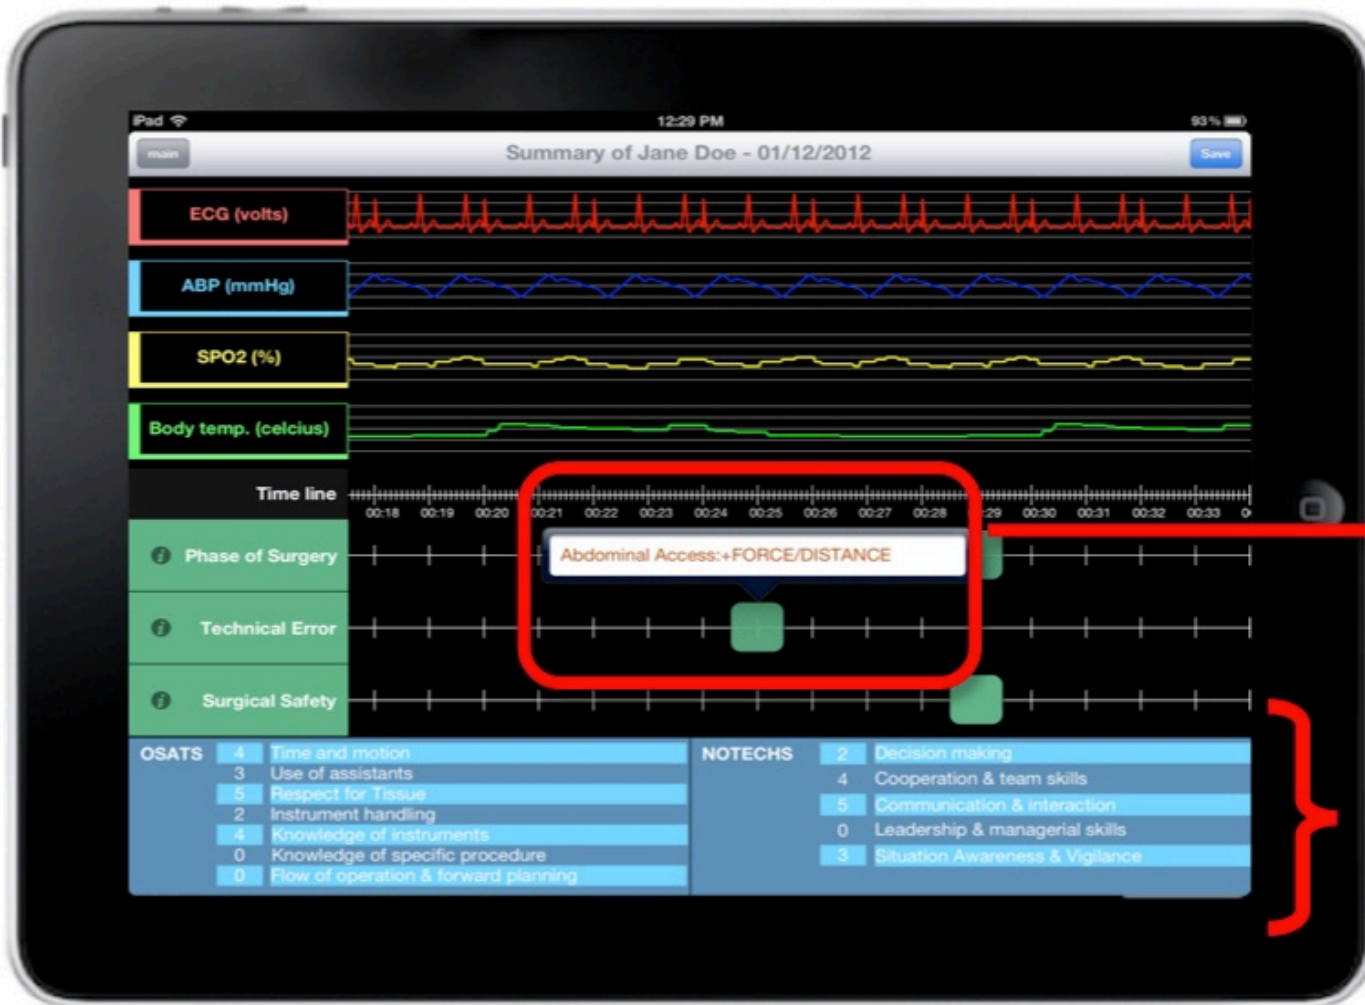 iPad 12:29 PM 93%
main Summary of Jane Doe - 01/12/2012 Save
ECG (volts)
ABP (mmHg)
SPO2 (%)
Body temp. (celcius)
Time line
00:18 00:19 00:20 00:21 00:22 00:23 00:24 00:25 00:26 00:27 00:28 :29 00:30 00:31 00:32 00:33 0
i Phase of Surgery
Abdominal Access:+FORCE/DISTANCE
i Technical Error
i Surgical Safety
OSATS 4 Time and motion
3 Use of assistants
5 Respect for Tissue
2 Instrument handling
4 Knowledge of instruments
0 Knowledge of specific procedure
0 Flow of operation & forward planning
NOTECHS 2 Decision making
4 Cooperation & team skills
5 Communication & interaction
0 Leadership & managerial skills
3 Situation Awareness & Vigilance